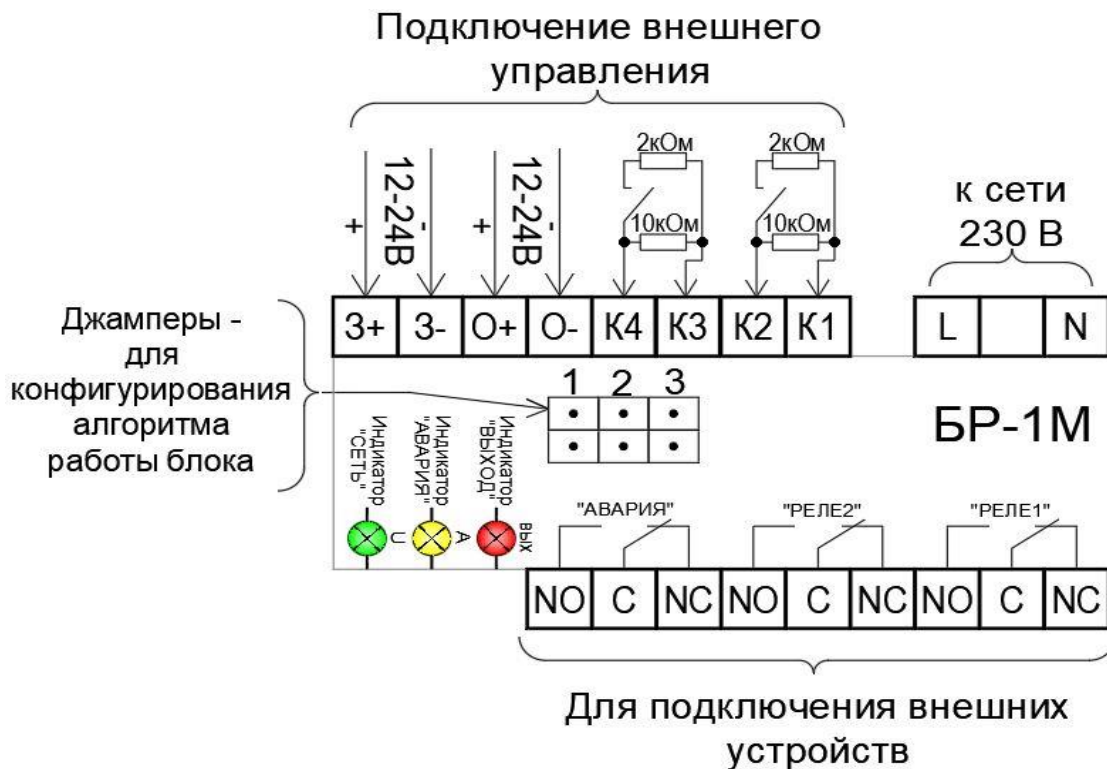 Подключение внешнего
управления
+
12-24В
-
+
12-24В
-
2кОм
10кОм
2кОм
10кОм
к сети
230 В
З+ З- О+ О- К4 К3 К2 К1
L N
Джамперы -
для
конфигурирования
алгоритма
работы блока
1 2 3
БР-1М
Индикатор
"СЕТЬ"
Индикатор
"АВАРИЯ"
Индикатор
"ВЫХОД"
U
A
ВЫХ
"АВАРИЯ"
"РЕЛЕ2"
"РЕЛЕ1"
NO C NC NO C NC NO C NC
Для подключения внешних
устройств